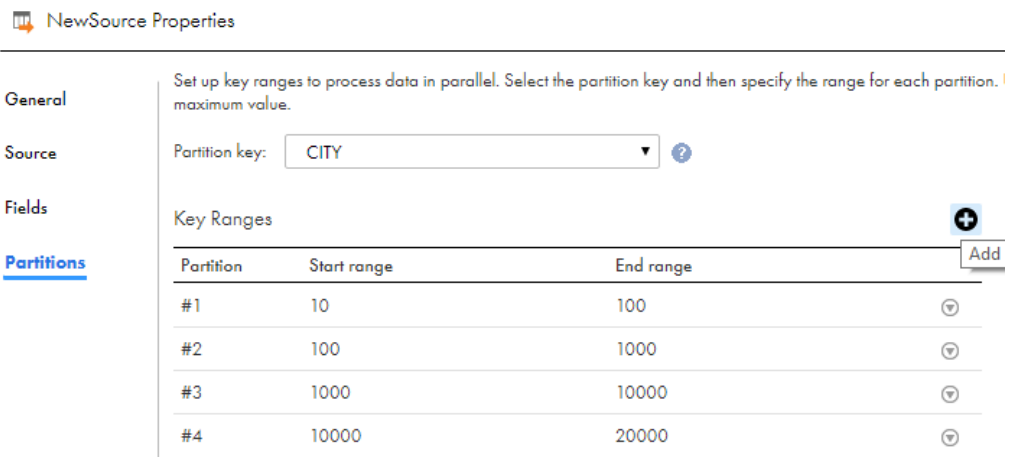 NewSource Properties
General
Source
Fields
Partitions
Set up key ranges to process data in parallel. Select the partition key and then specify the range for each partition.
maximum value.
Partition key: CITY ?
Key Ranges
Add
Partition Start range End range
#1 10 100
#2 100 1000
#3 1000 10000
#4 10000 20000